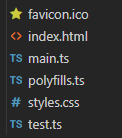 favicon.ico
<> index.html
TS main.ts
TS polyfills.ts
# styles.css
TS test.ts